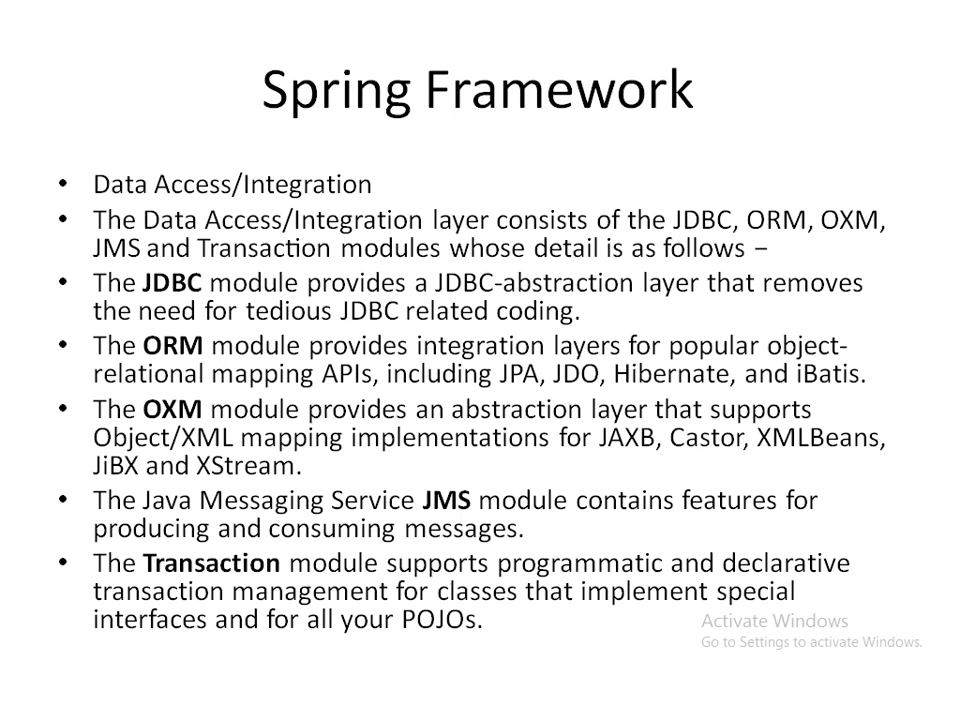 Spring Framework
• Data Access/Integration
• The Data Access/Integration layer consists of the JDBC, ORM, OXM,
JMS and Transaction modules whose detail is as follows −
• The JDBC module provides a JDBC-abstraction layer that removes
the need for tedious JDBC related coding.
• The ORM module provides integration layers for popular object-
relational mapping APIs, including JPA, JDO, Hibernate, and iBatis.
• The OXM module provides an abstraction layer that supports
Object/XML mapping implementations for JAXB, Castor, XMLBeans,
JiBX and XStream.
• The Java Messaging Service JMS module contains features for
producing and consuming messages.
• The Transaction module supports programmatic and declarative
transaction management for classes that implement special
interfaces and for all your POJOs.
Activate Windows
Go to Settings to activate Windows.